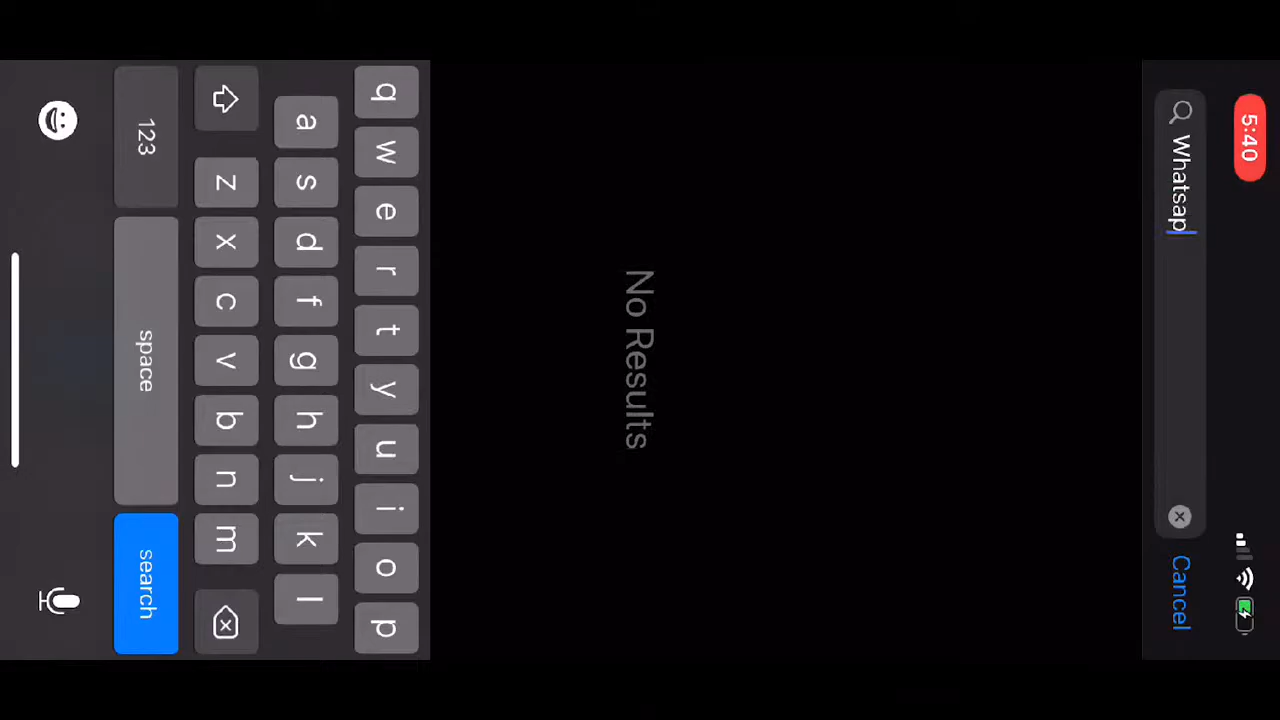 5:40
Whatsap
Cancel
No Results
q w e r t y u i o p
a s d f g h j k l
z x c v b n m
123 space search